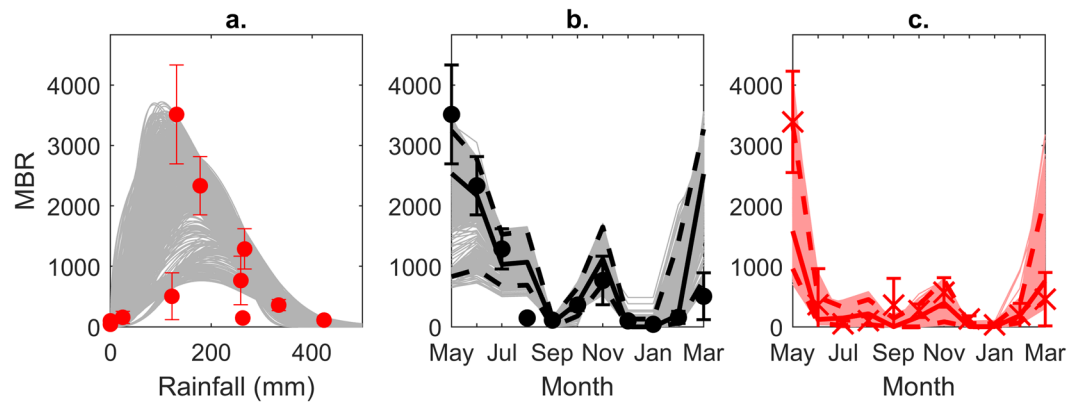 a. b. c.
4000 4000 4000
3000 3000 3000
MBR
2000 2000 2000
1000 1000 1000
0 0 0
0 200 400 May Jul Sep Nov Jan Mar May Jul Sep Nov Jan Mar
Rainfall (mm) Month Month